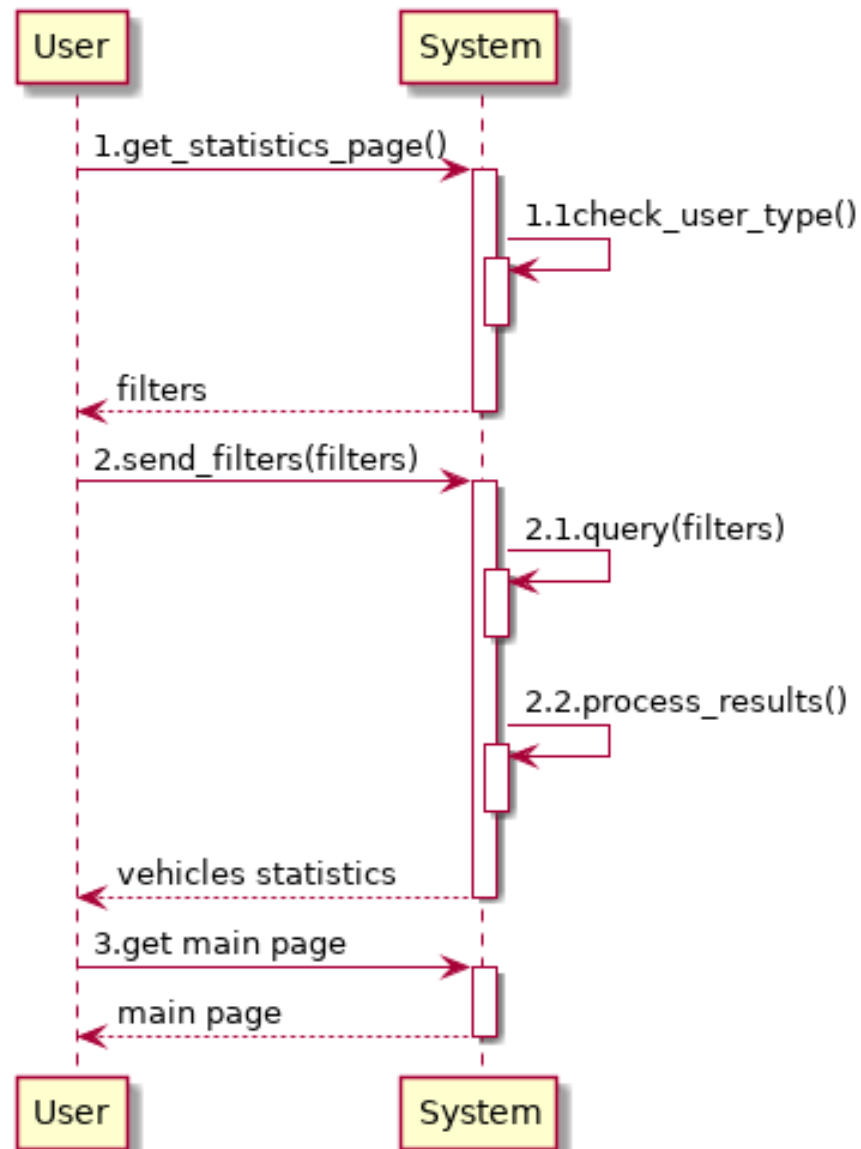 User
System
1.get_statistics_page()
1.1check_user_type()
filters
2.send_filters(filters)
2.1.query(filters)
2.2.process_results()
vehicles statistics
3.get main page
main page
User
System